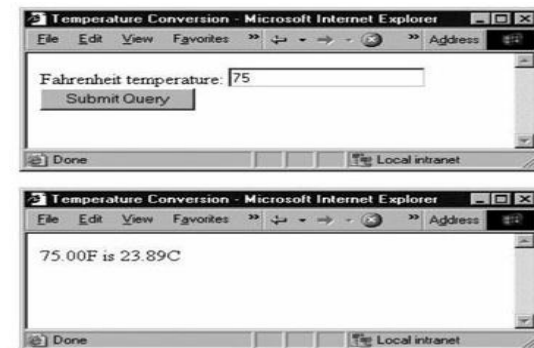 Temperature Conversion - Microsoft Internet Explorer
File Edit View Favorites » Address
Fahrenheit temperature: 75
Submit Query
Done Local intranet
Temperature Conversion - Microsoft Internet Explorer
File Edit View Favorites » Address
75.00F is 23.89C
Done Local intranet